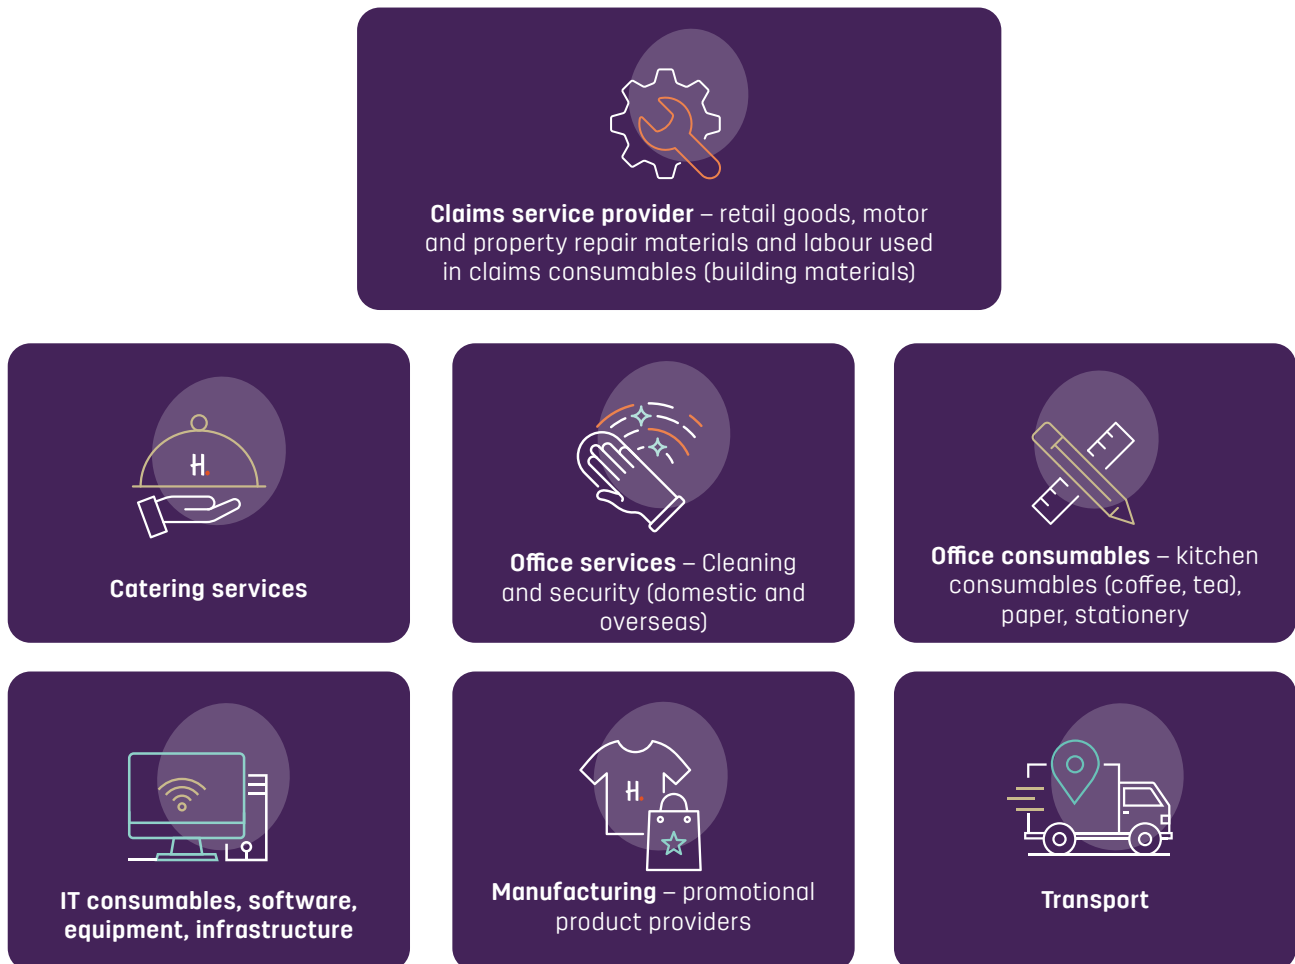 Claims service provider – retail goods, motor
and property repair materials and labour used
in claims consumables (building materials)
H.
Catering services
Office services – Cleaning
and security (domestic and
overseas)
Office consumables – kitchen
consumables (coffee, tea),
paper, stationery
IT consumables, software,
equipment, infrastructure
H.
Manufacturing – promotional
product providers
Transport